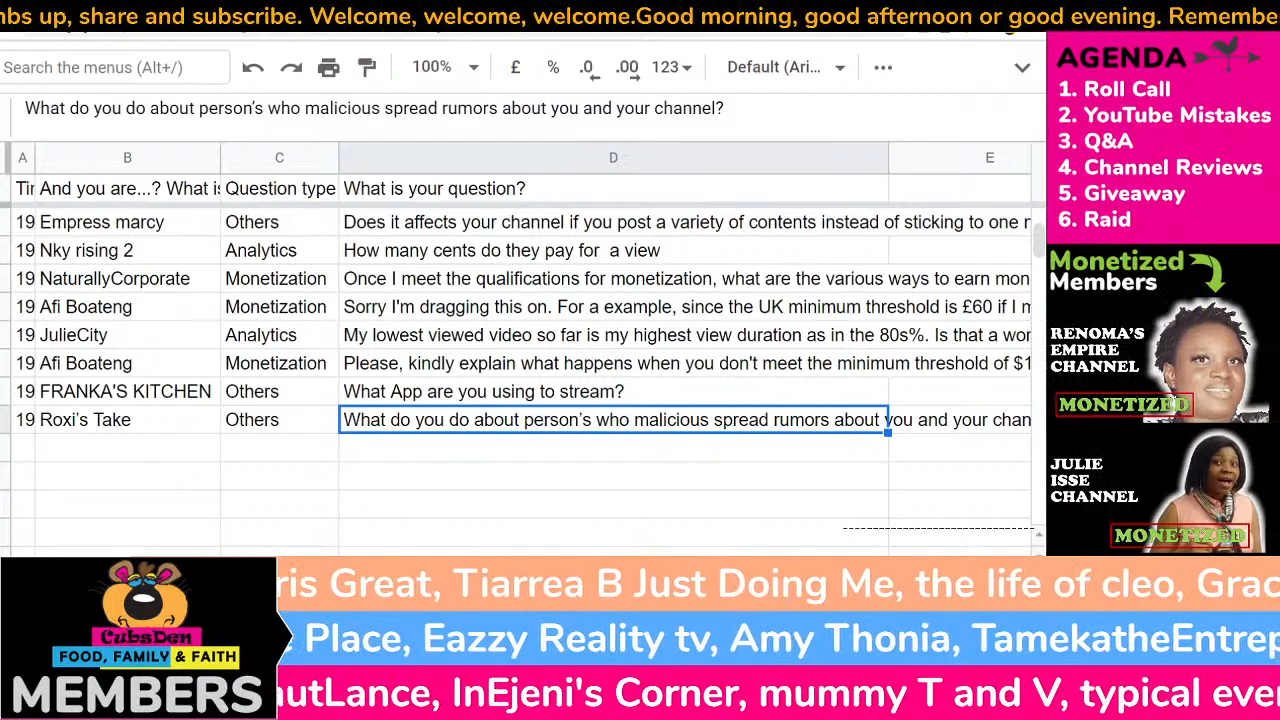 mbs up, share and subscribe. Welcome, welcome, welcome.Good morning, good afternoon or good evening. Remembe
Search the menus (Alt+/)
100%
£
%
.0
.00
123
Default (Ari...
What do you do about person's who malicious spread rumors about you and your channel?
A B C D E
Tir And you are...? What is Question type What is your question?
19 Empress marcy Others Does it affects your channel if you post a variety of contents instead of sticking to one n
19 Nky rising 2 Analytics How many cents do they pay for a view
19 NaturallyCorporate Monetization Once I meet the qualifications for monetization, what are the various ways to earn mon
19 Afi Boateng Monetization Sorry I'm dragging this on. For a example, since the UK minimum threshold is £60 if I m
19 JulieCity Analytics My lowest viewed video so far is my highest view duration as in the 80s%. Is that a wor
19 Afi Boateng Monetization Please, kindly explain what happens when you don't meet the minimum threshold of $1
19 FRANKA'S KITCHEN Others What App are you using to stream?
19 Roxi's Take Others What do you do about person's who malicious spread rumors about you and your chan
AGENDA
1. Roll Call
2. YouTube Mistakes
3. Q&A
4. Channel Reviews
5. Giveaway
6. Raid
Monetized
Members
RENOMA'S
EMPIRE
CHANNEL
MONETIZED
JULIE
ISSE
CHANNEL
MONETIZED
CubsDen
FOOD, FAMILY & FAITH
MEMBERS
ris Great, Tiarrea B Just Doing Me, the life of cleo, Grac
e Place, Eazzy Reality tv, Amy Thonia, TamekatheEntrep
nutLance, InEjeni's Corner, mummy T and V, typical eve